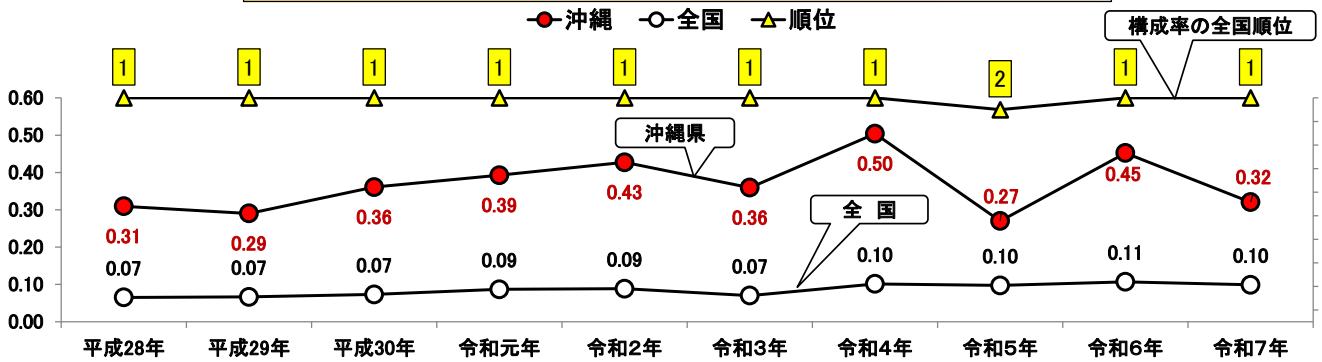 沖縄 全国 順位
構成率の全国順位
1 1 1 1 1 1 1 2 1 1
0.60
0.50
0.40
0.30
0.20
0.10
0.00
沖縄県
全 国
0.31 0.29 0.36 0.39 0.43 0.36 0.50 0.27 0.45 0.32
0.07 0.07 0.07 0.09 0.09 0.07 0.10 0.10 0.11 0.10
平成28年 平成29年 平成30年 令和元年 令和2年 令和3年 令和4年 令和5年 令和6年 令和7年